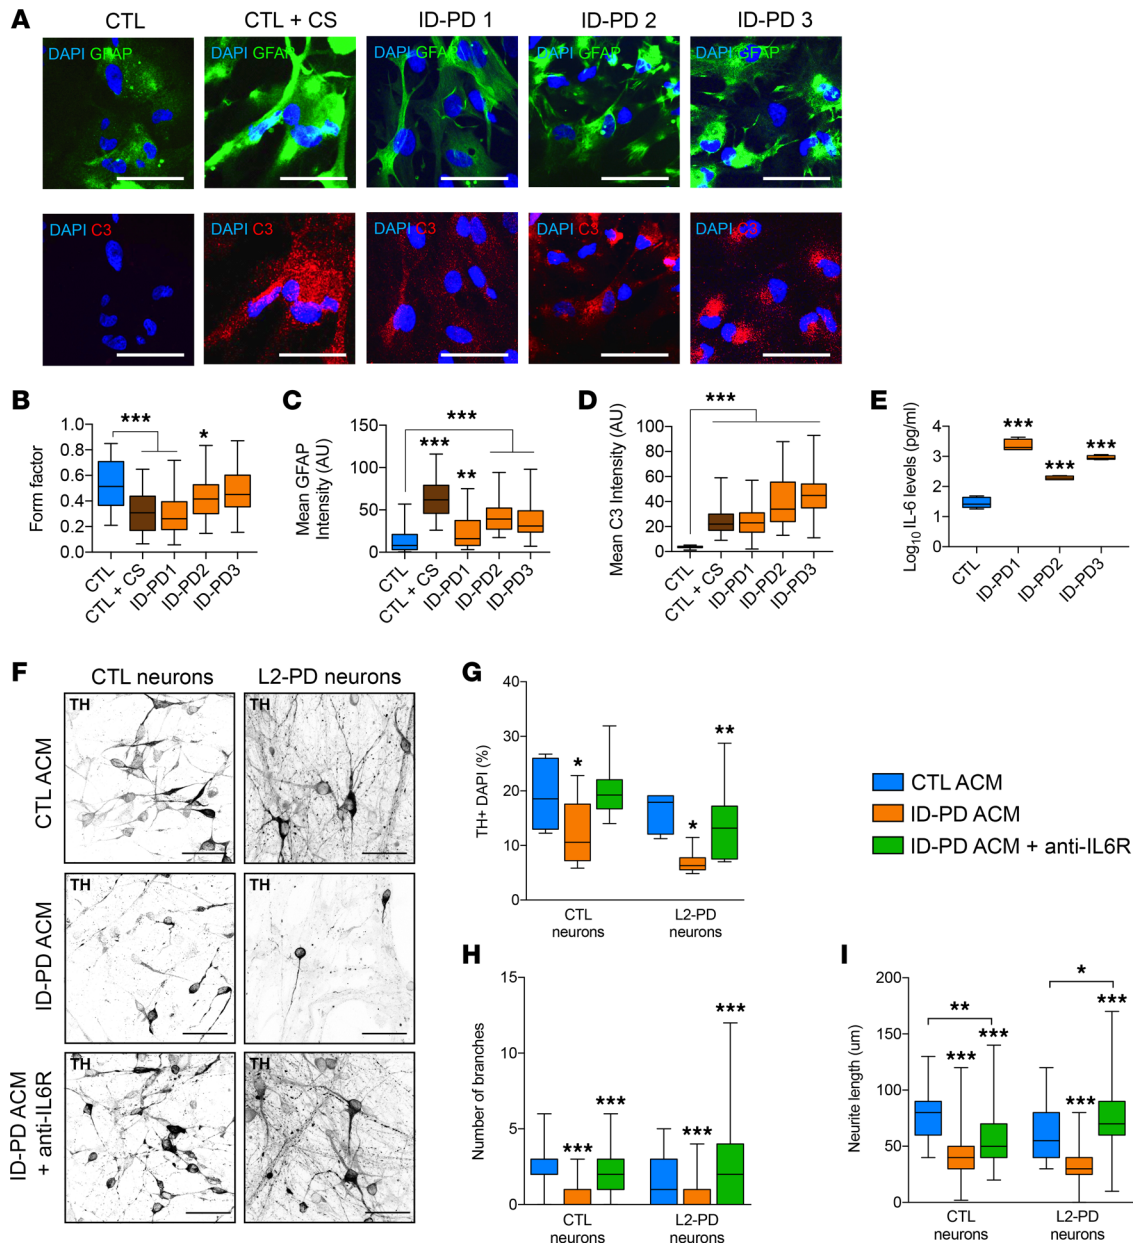 A
CTL
CTL + CS
ID-PD 1
ID-PD 2
ID-PD 3
DAPI GFAP
DAPI GFAP
DAPI GFAP
DAPI GFAP
DAPI GFAP
DAPI C3
DAPI C3
DAPI C3
DAPI C3
DAPI C3
B
Form factor
1.0
0.8
0.6
0.4
0.2
0.0
***
*
CTL
CTL + CS
ID-PD1
ID-PD2
ID-PD3
C
Mean GFAP
Intensity (AU)
150
100
50
0
***
***
**
CTL
CTL + CS
ID-PD1
ID-PD2
ID-PD3
D
Mean C3 Intensity (AU)
100
80
60
40
20
0
***
CTL
CTL + CS
ID-PD1
ID-PD2
ID-PD3
E
Log10 IL-6 levels (pg/ml)
4
3
2
1
0
***
***
***
CTL
ID-PD1
ID-PD2
ID-PD3
F
CTL neurons
L2-PD neurons
CTL ACM
TH
TH
ID-PD ACM
TH
TH
ID-PD ACM
+ anti-IL6R
TH
TH
G
TH+ DAPI (%)
40
30
20
10
0
*
*
**
CTL
neurons
L2-PD
neurons
CTL ACM
ID-PD ACM
ID-PD ACM + anti-IL6R
H
Number of branches
15
10
5
0
***
***
***
***
CTL
neurons
L2-PD
neurons
I
Neurite length (um)
200
150
100
50
0
**
***
***
*
***
***
CTL
neurons
L2-PD
neurons